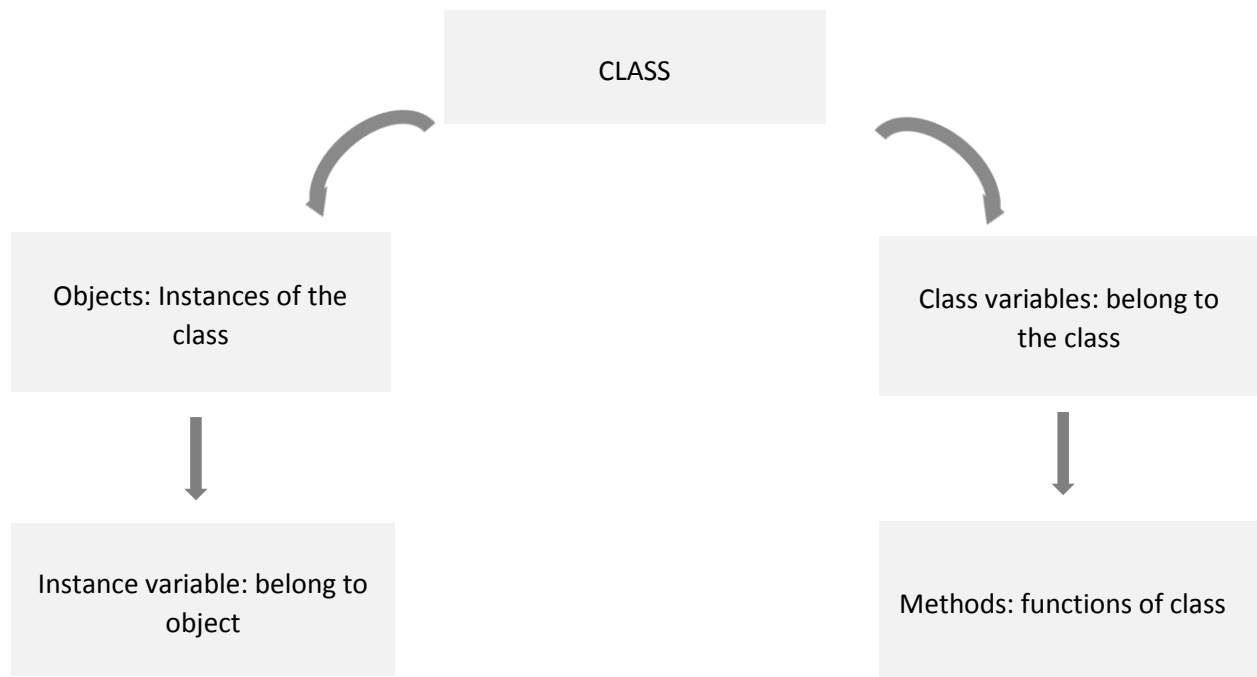 CLASS
Objects: Instances of the
class
Class variables: belong to
the class
Instance variable: belong to
object
Methods: functions of class